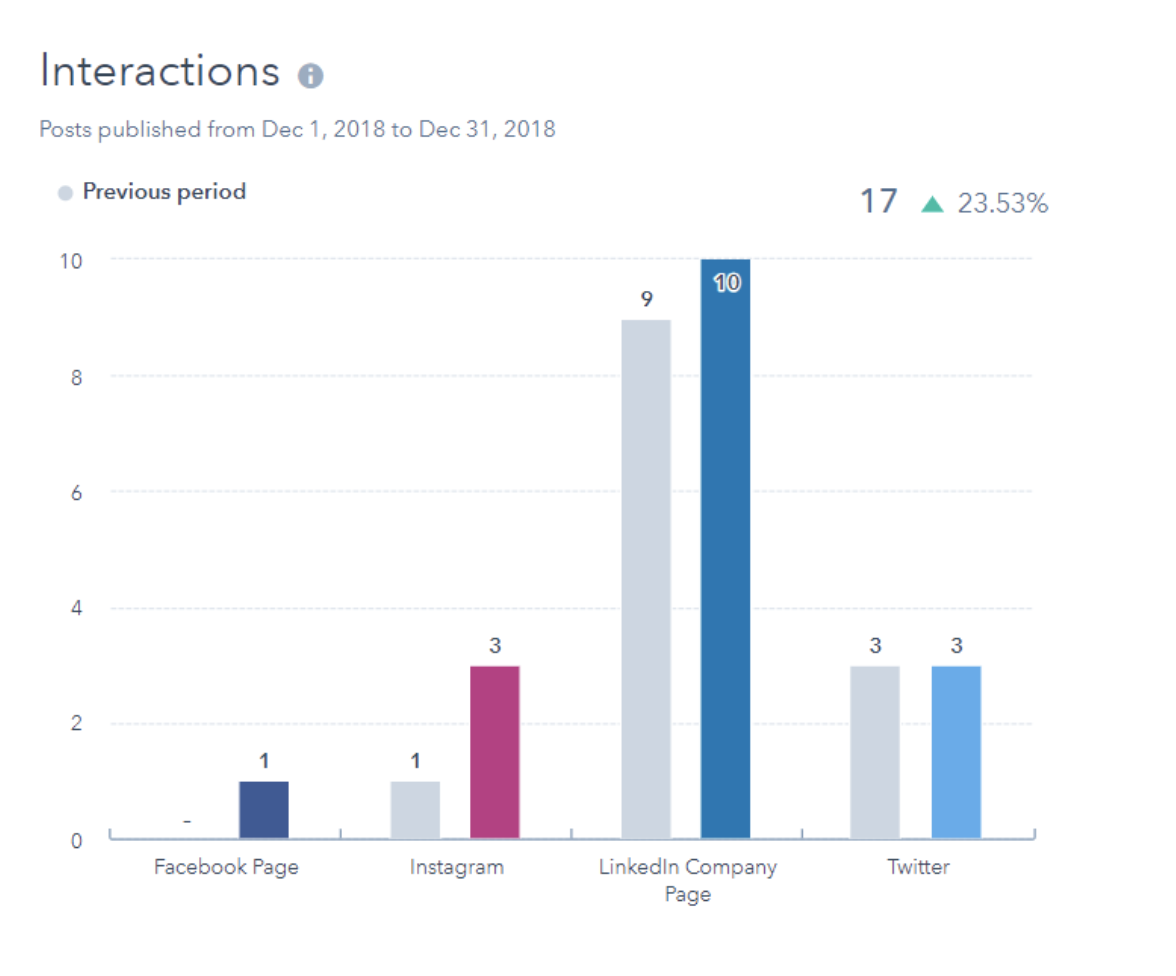 Interactions
Posts published from Dec 1, 2018 to Dec 31, 2018
Previous period
17 ▲ 23.53%
10
8
6
4
2
0
-
1
1
3
9
10
3
3
Facebook Page
Instagram
LinkedIn Company
Page
Twitter